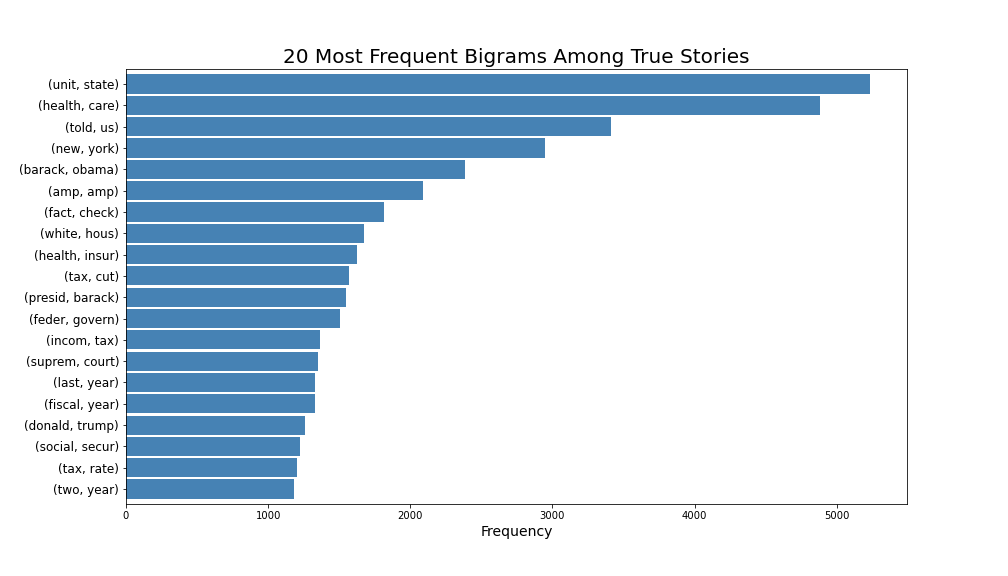 20 Most Frequent Bigrams Among True Stories
(unit, state)
(health, care)
(told, us)
(new, york)
(barack, obama)
(amp, amp)
(fact, check)
(white, hous)
(health, insur)
(tax, cut)
(presid, barack)
(feder, govern)
(incom, tax)
(suprem, court)
(last, year)
(fiscal, year)
(donald, trump)
(social, secur)
(tax, rate)
(two, year)
0 1000 2000 3000 4000 5000
Frequency